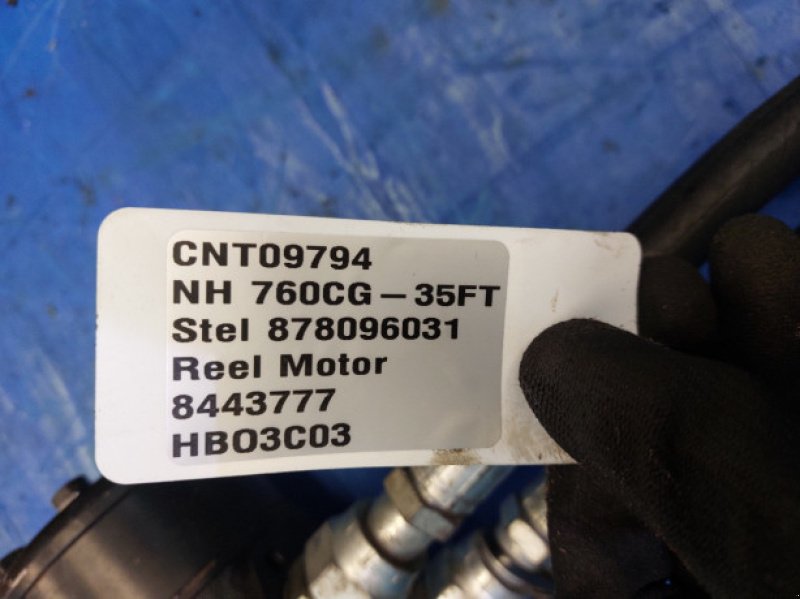 CNT09794
NH 760CG-35FT
Stel 878096031
Reel Motor
8443777
HB03C03